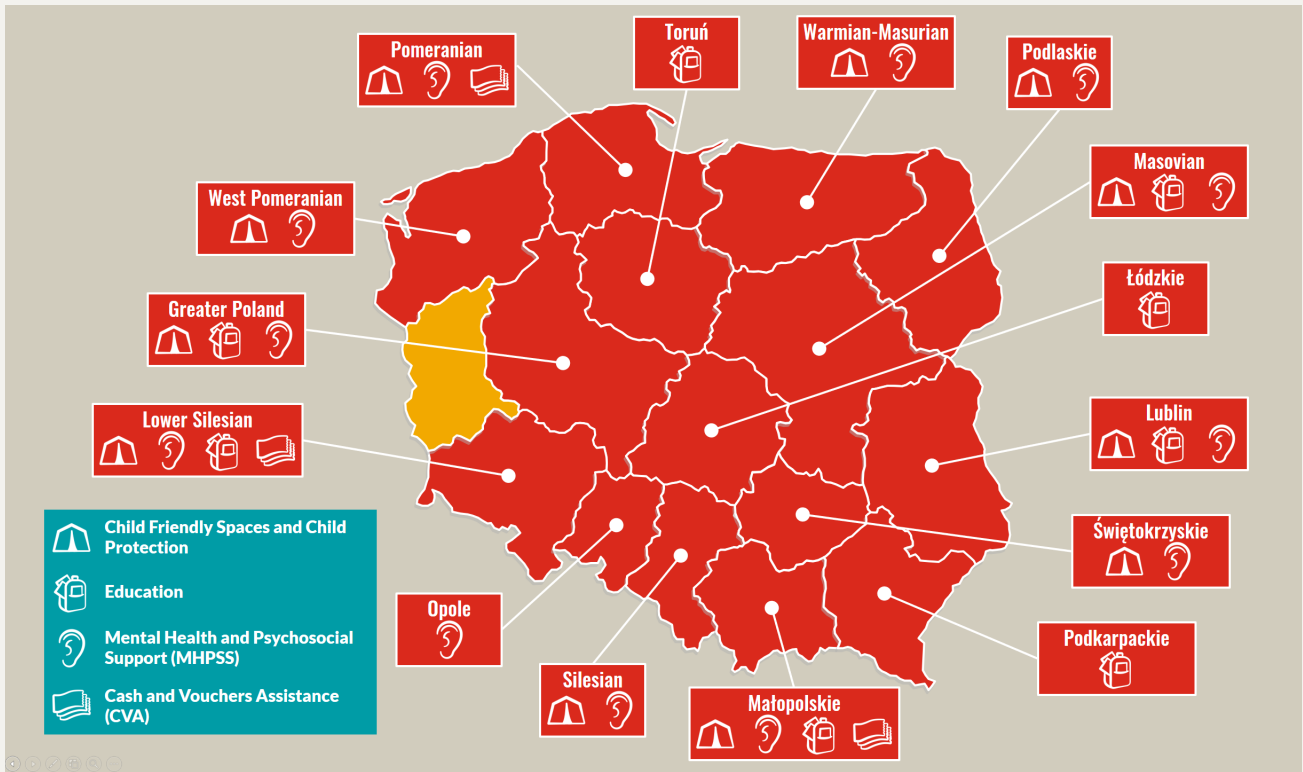 Pomeranian
Toruń
Warmian-Masurian
Podlaskie
Masovian
West Pomeranian
Łódzkie
Greater Poland
Lublin
Lower Silesian
Świętokrzyskie
Opole
Podkarpackie
Silesian
Małopolskie
Child Friendly Spaces and Child
Protection
Education
Mental Health and Psychosocial
Support (MHPSS)
Cash and Vouchers Assistance
(CVA)